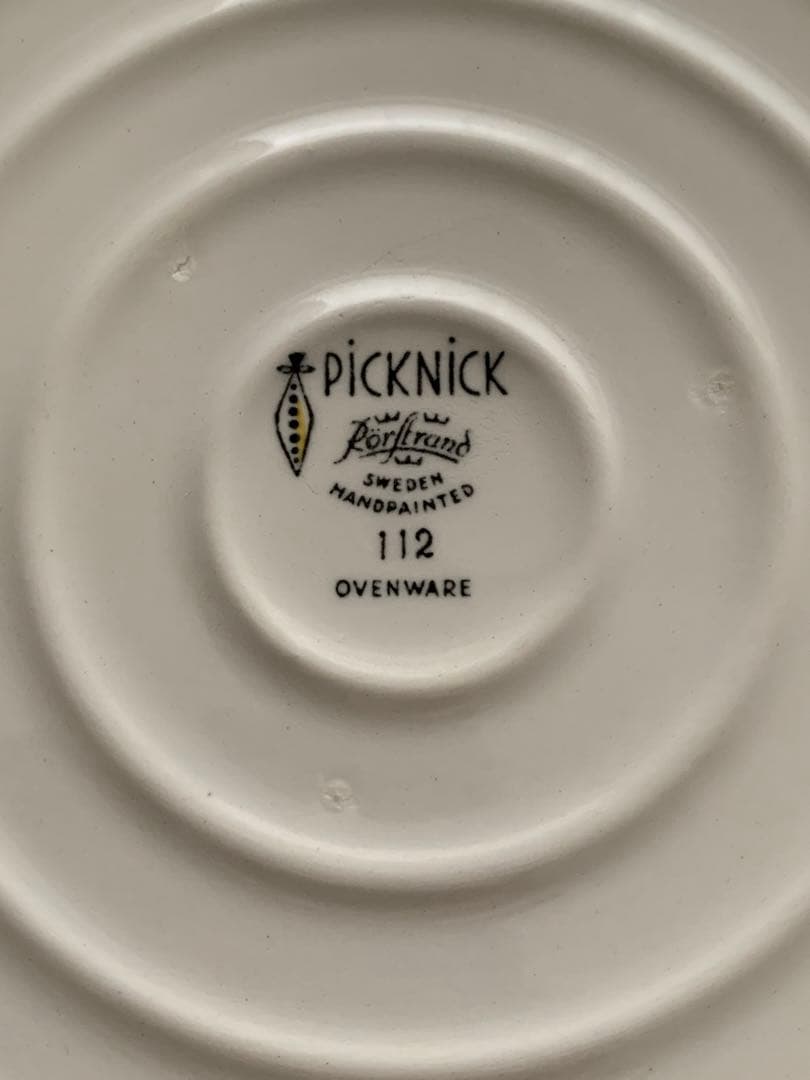 PiCKNiCK
Rörstrand
SWEDEN
HANDPAINTED
112
OVENWARE